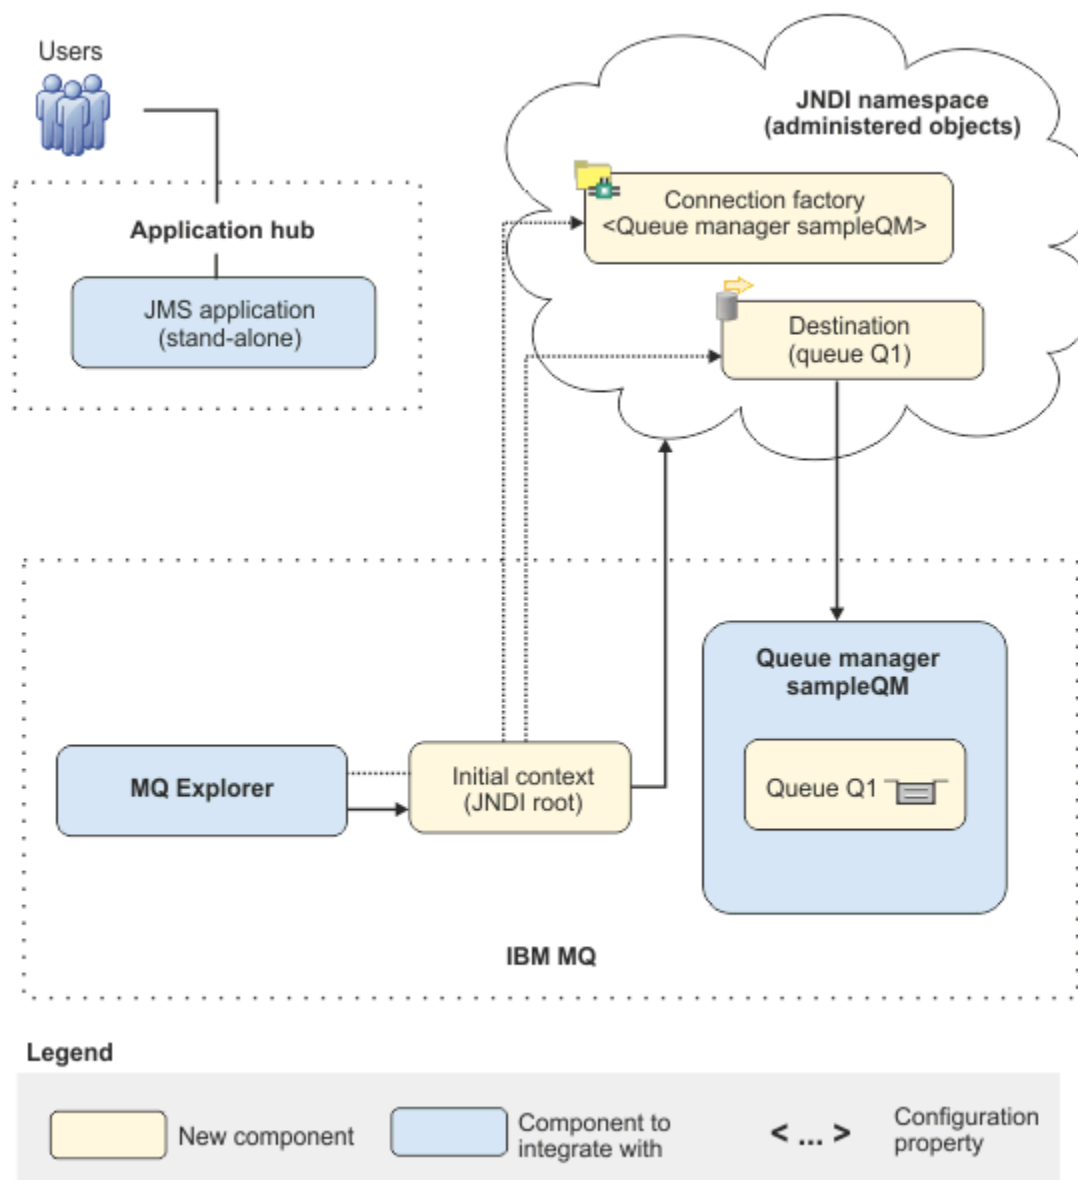 Users
JNDI namespace
(administered objects)
Connection factory
<Queue manager sampleQM>
Application hub
JMS application
(stand-alone)
Destination
(queue Q1)
Queue manager
sampleQM
MQ Explorer
Initial context
(JNDI root)
Queue Q1
IBM MQ
Legend
New component
Component to
integrate with
< ... >
Configuration
property